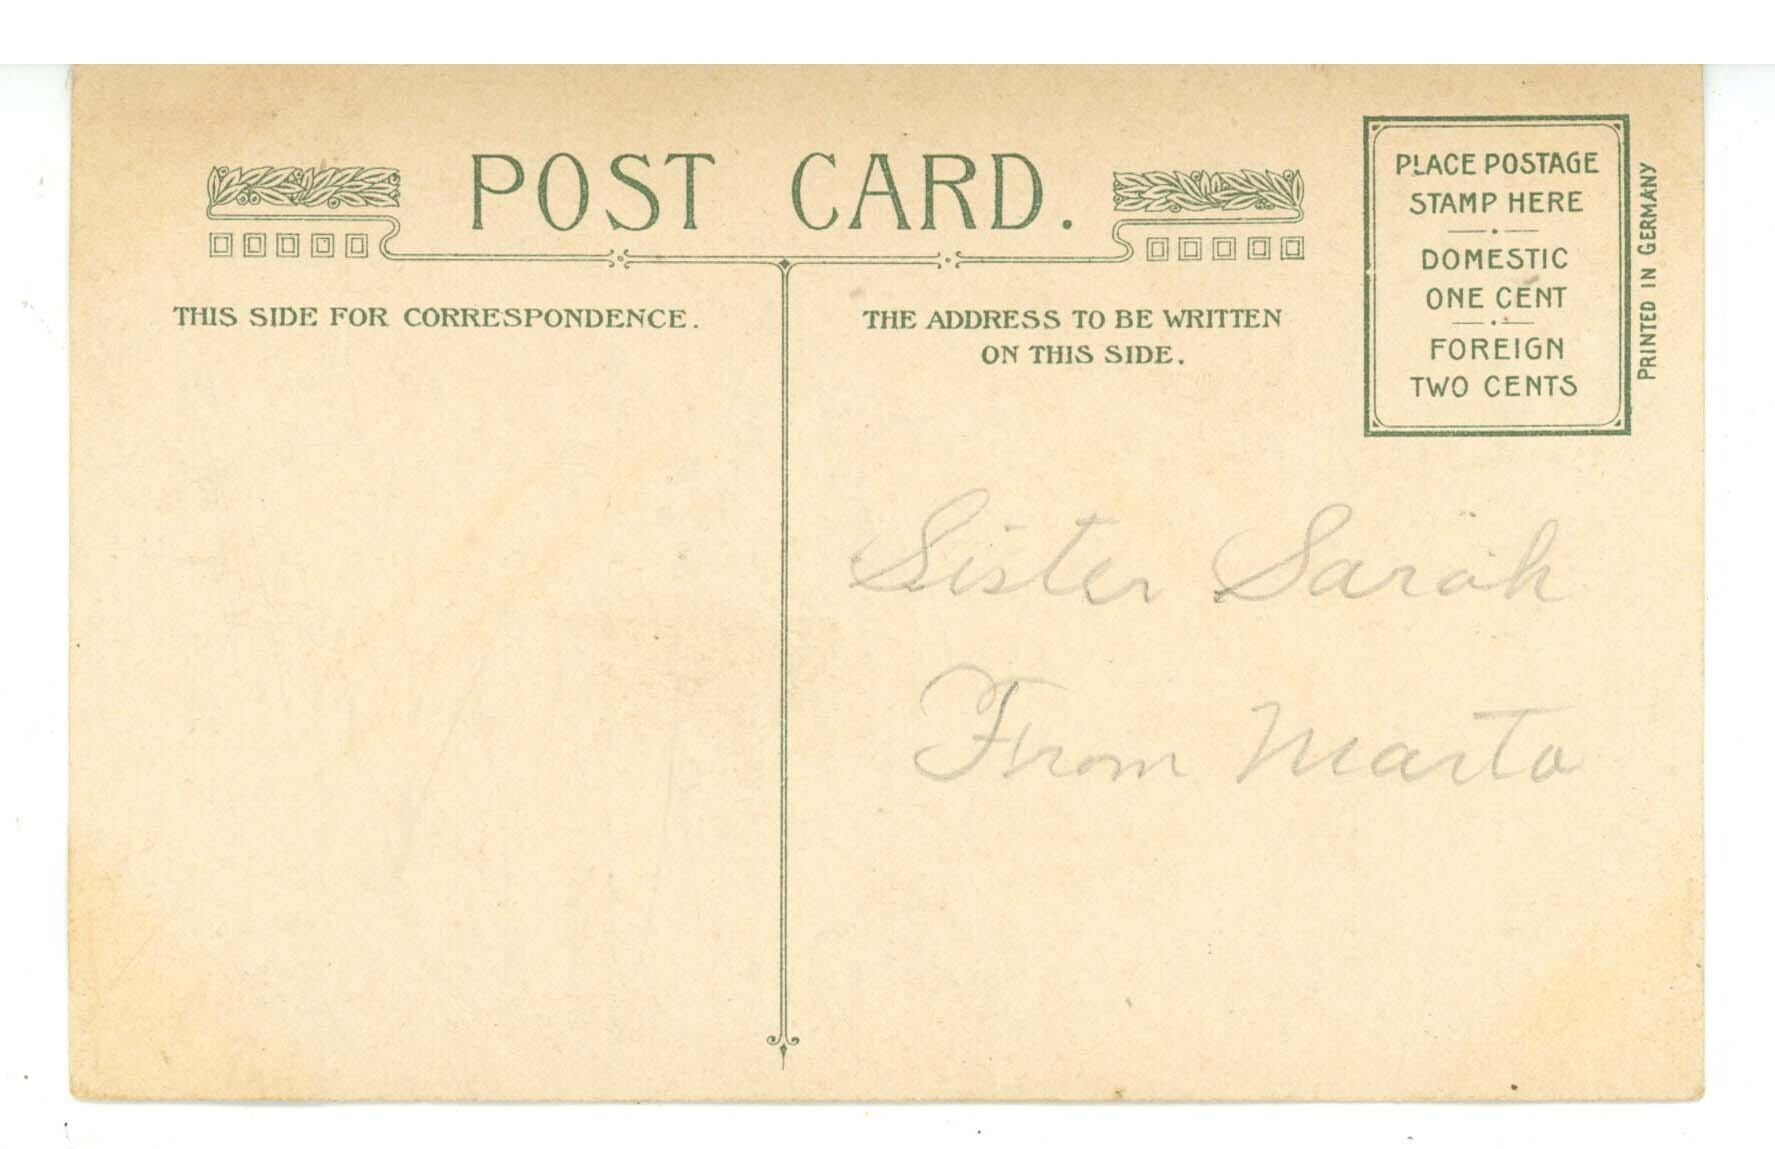 POST CARD.
THIS SIDE FOR CORRESPONDENCE.
THE ADDRESS TO BE WRITTEN
ON THIS SIDE.
PLACE POSTAGE
STAMP HERE
DOMESTIC
ONE CENT
FOREIGN
TWO CENTS
PRINTED IN GERMANY
Sister Sarah
From Marta